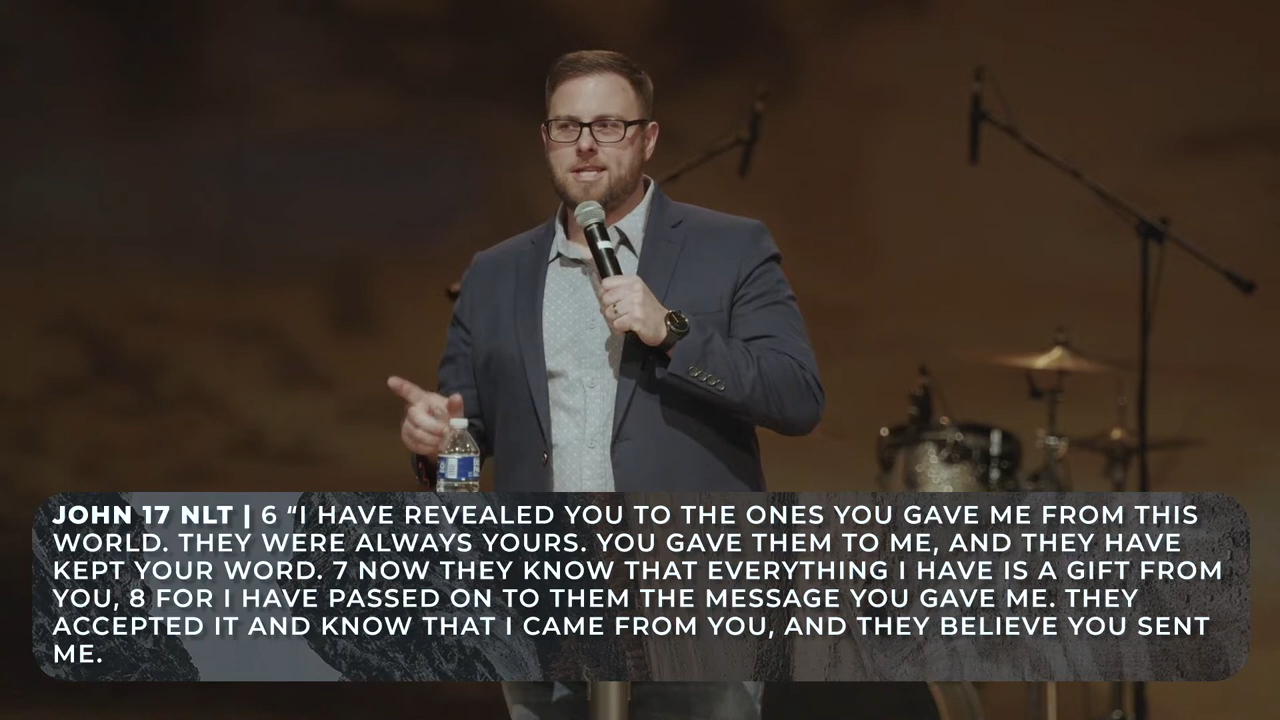 JOHN 17 NLT | 6 “I HAVE REVEALED YOU TO THE ONES YOU GAVE ME FROM THIS
WORLD. THEY WERE ALWAYS YOURS. YOU GAVE THEM TO ME, AND THEY HAVE
KEPT YOUR WORD. 7 NOW THEY KNOW THAT EVERYTHING I HAVE IS A GIFT FROM
YOU, 8 FOR I HAVE PASSED ON TO THEM THE MESSAGE YOU GAVE ME. THEY
ACCEPTED IT AND KNOW THAT I CAME FROM YOU, AND THEY BELIEVE YOU SENT
ME.